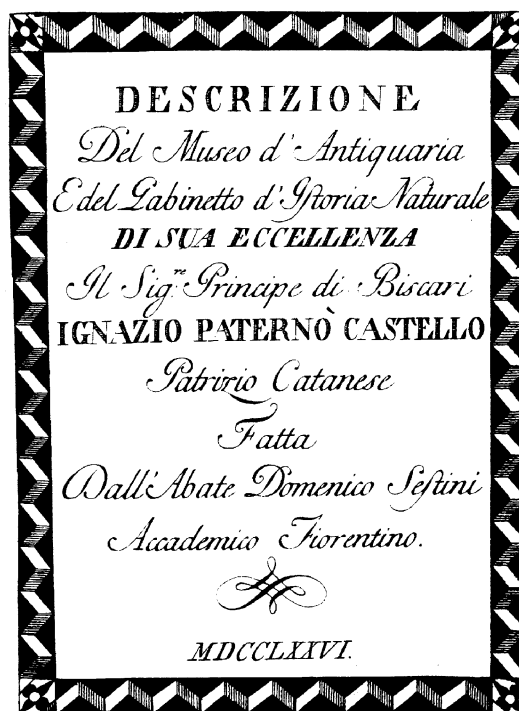 DESCRIZIONE
Del Museo d'Antiquaria
E del Gabinetto d'Iſtoria Naturale
DI SUA ECCELLENZA
Il Sig.re Principe di Biscari
IGNAZIO PATERNÒ CASTELLO
Patrizio Catanese
Fatta
Dall'Abate Domenico Seſtini
Accademico Fiorentino.
MDCCLXXVI.